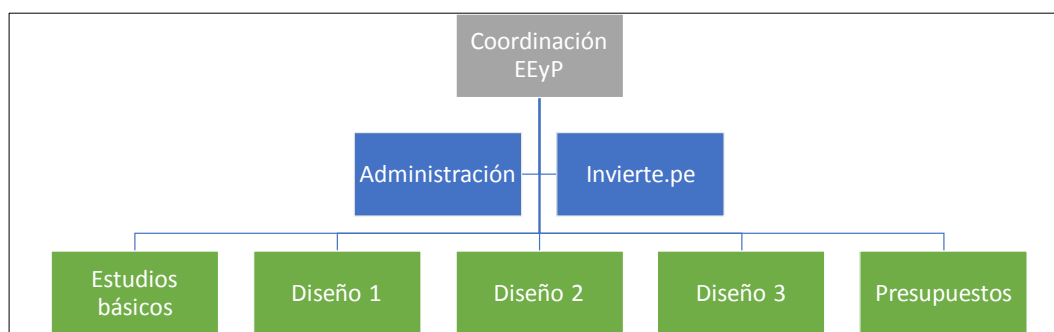 Coordinación
EEyP
Administración
Invierte.pe
Estudios
básicos
Diseño 1
Diseño 2
Diseño 3
Presupuestos